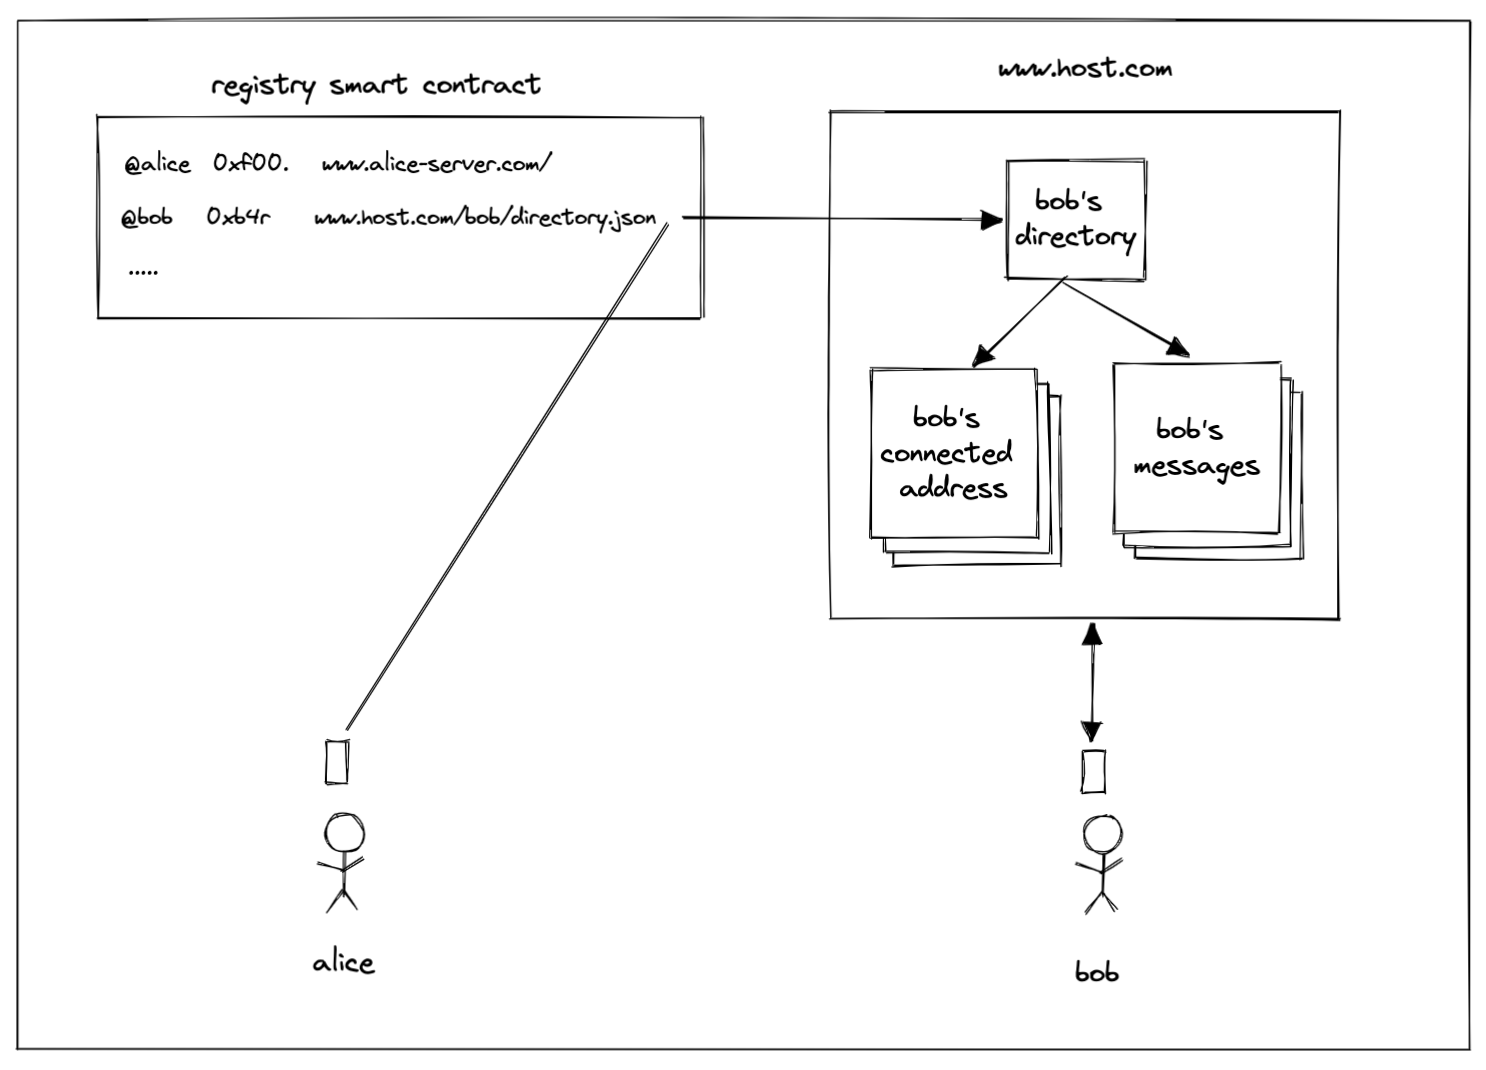 registry smart contract
@alice 0xf00. www.alice-server.com/
@bob 0xb4r www.host.com/bob/directory.json
.....
www.host.com
bob's
directory
bob's
connected
address
bob's
messages
alice
bob